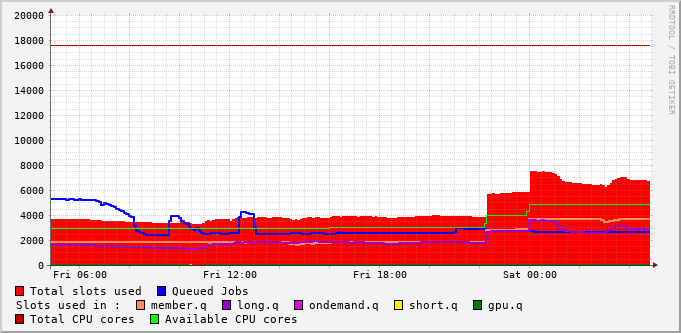 20000
18000
16000
14000
12000
10000
8000
6000
4000
2000
0
Fri 06:00 Fri 12:00 Fri 18:00 Sat 00:00
Total slots used Queued Jobs
Slots used in : member.q long.q ondemand.q short.q gpu.q
Total CPU cores Available CPU cores
RRDTOOL / TOBI OETIKER